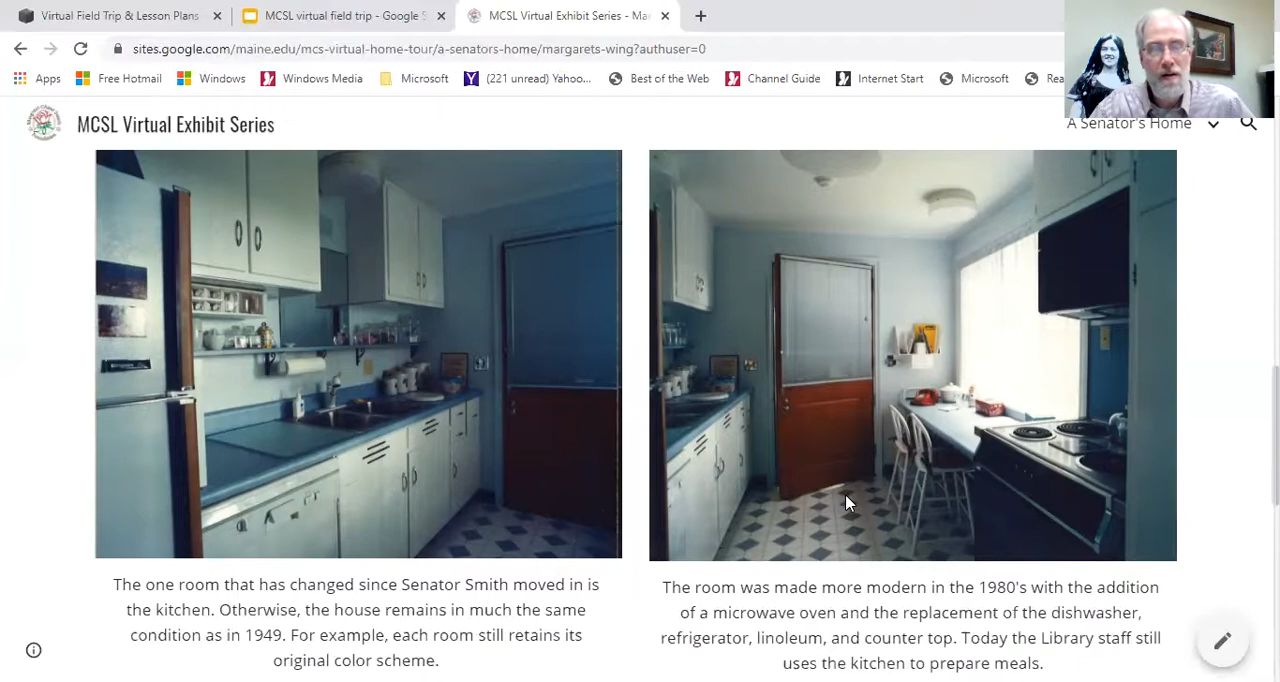 Virtual Field Trip & Lesson Plans
MCSL virtual field trip - Google S
MCSL Virtual Exhibit Series - Ma
sites.google.com/maine.edu/mcs-virtual-home-tour/a-senators-home/margarets-wing?authuser=0
Apps Free Hotmail Windows Windows Media Microsoft (221 unread) Yahoo... Best of the Web Channel Guide Internet Start Microsoft Rea
MCSL Virtual Exhibit Series
A Senator's Home
The one room that has changed since Senator Smith moved in is
the kitchen. Otherwise, the house remains in much the same
condition as in 1949. For example, each room still retains its
original color scheme.
The room was made more modern in the 1980's with the addition
of a microwave oven and the replacement of the dishwasher,
refrigerator, linoleum, and counter top. Today the Library staff still
uses the kitchen to prepare meals.